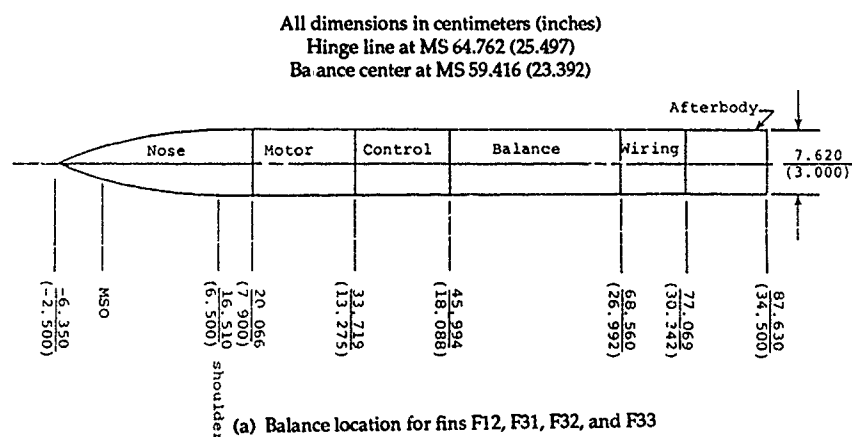 All dimensions in centimeters (inches)
Hinge line at MS 64.762 (25.497)
Balance center at MS 59.416 (23.392)
Afterbody
Nose
Motor
Control
Balance
Wiring
7.620
(3.000)
-6.350
(-2.500)
MSO
16.510
(6.500)
shoulder
20.066
(7.900)
33.719
(13.275)
45.994
(18.088)
68.560
(26.992)
77.069
(30.342)
87.630
(34.500)
(a) Balance location for fins F12, F31, F32, and F33